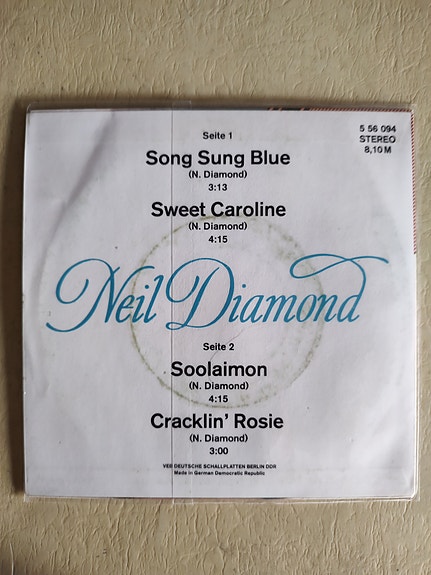 Seite 1
5 56 094
STEREO
8,10 M
Song Sung Blue
(N. Diamond)
3:13
Sweet Caroline
(N. Diamond)
4:15
Neil Diamond
Seite 2
Soolaimon
(N. Diamond)
4:15
Cracklin' Rosie
(N. Diamond)
3:00
VEB DEUTSCHE SCHALLPLATTEN BERLIN DDR
Made in German Democratic Republic